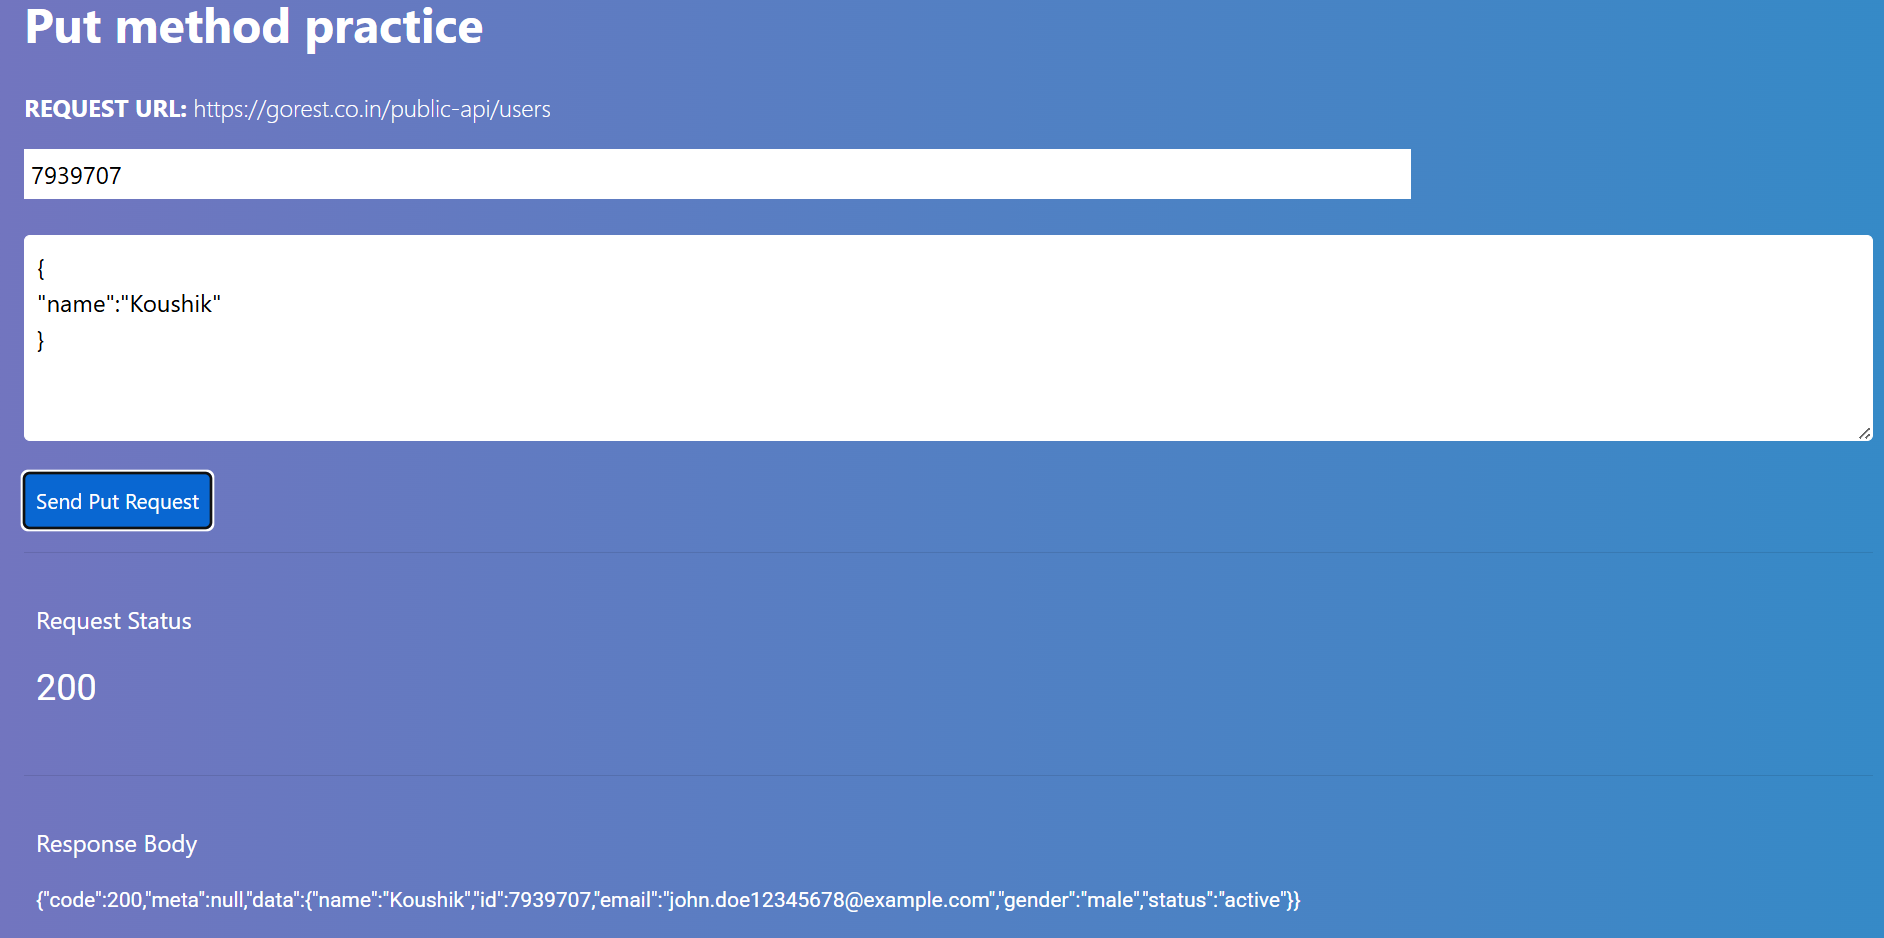 Put method practice
REQUEST URL: https://gorest.co.in/public-api/users
7939707
{
"name":"Koushik"
}
Send Put Request
Request Status
200
Response Body
{"code":200,"meta":null,"data":{"name":"Koushik","id":7939707,"email":"john.doe12345678@example.com","gender":"male","status":"active"}}